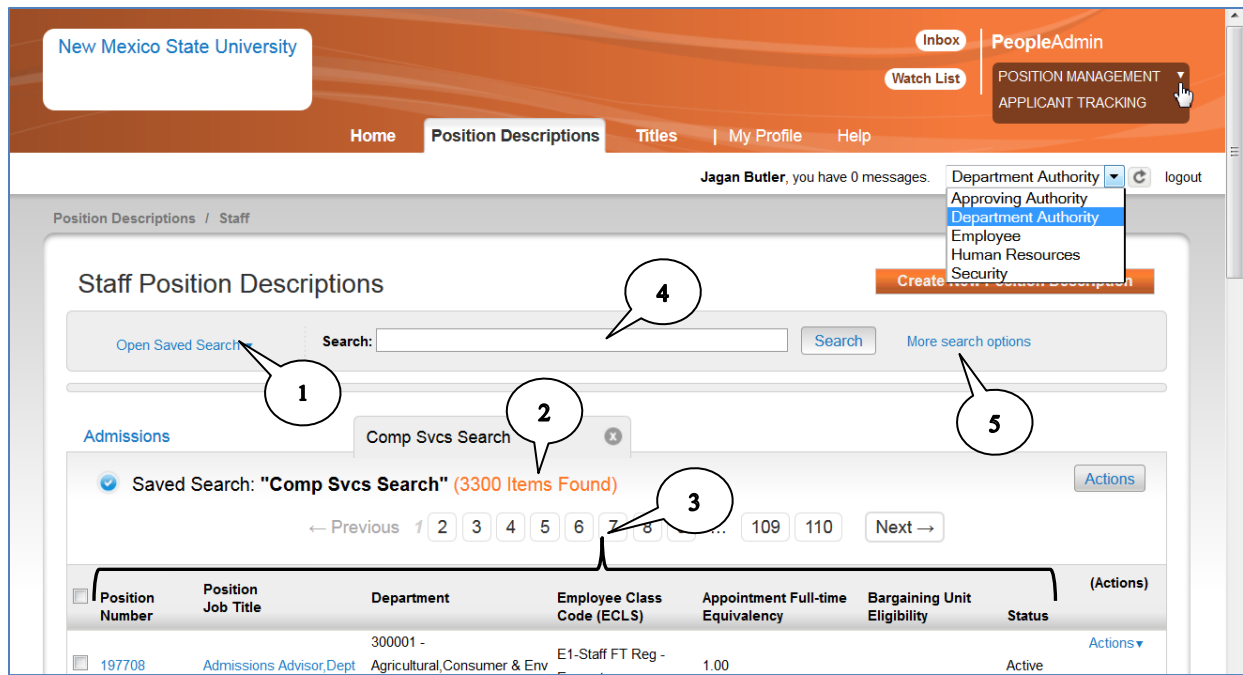 New Mexico State University
Inbox
PeopleAdmin
Watch List
POSITION MANAGEMENT ▼
APPLICANT TRACKING
Home Position Descriptions Titles | My Profile Help
Jagan Butler, you have 0 messages. Department Authority logout
Approving Authority
Department Authority
Employee
Human Resources
Security
Position Descriptions / Staff
Staff Position Descriptions
Create New Position Description
4
Open Saved Search Search: Search More search options
1
2
5
Admissions Comp Svcs Search
Saved Search: "Comp Svcs Search" (3300 Items Found) Actions
3
← Previous 1 2 3 4 5 6 7 8 ... 109 110 Next →
Position Number
Position Job Title
Department
Employee Class Code (ECLS)
Appointment Full-time Equivalency
Bargaining Unit Eligibility
Status
(Actions)
197708
Admissions Advisor,Dept
300001 -
Agricultural,Consumer & Env
E1-Staff FT Reg -
1.00
Active
Actions▼